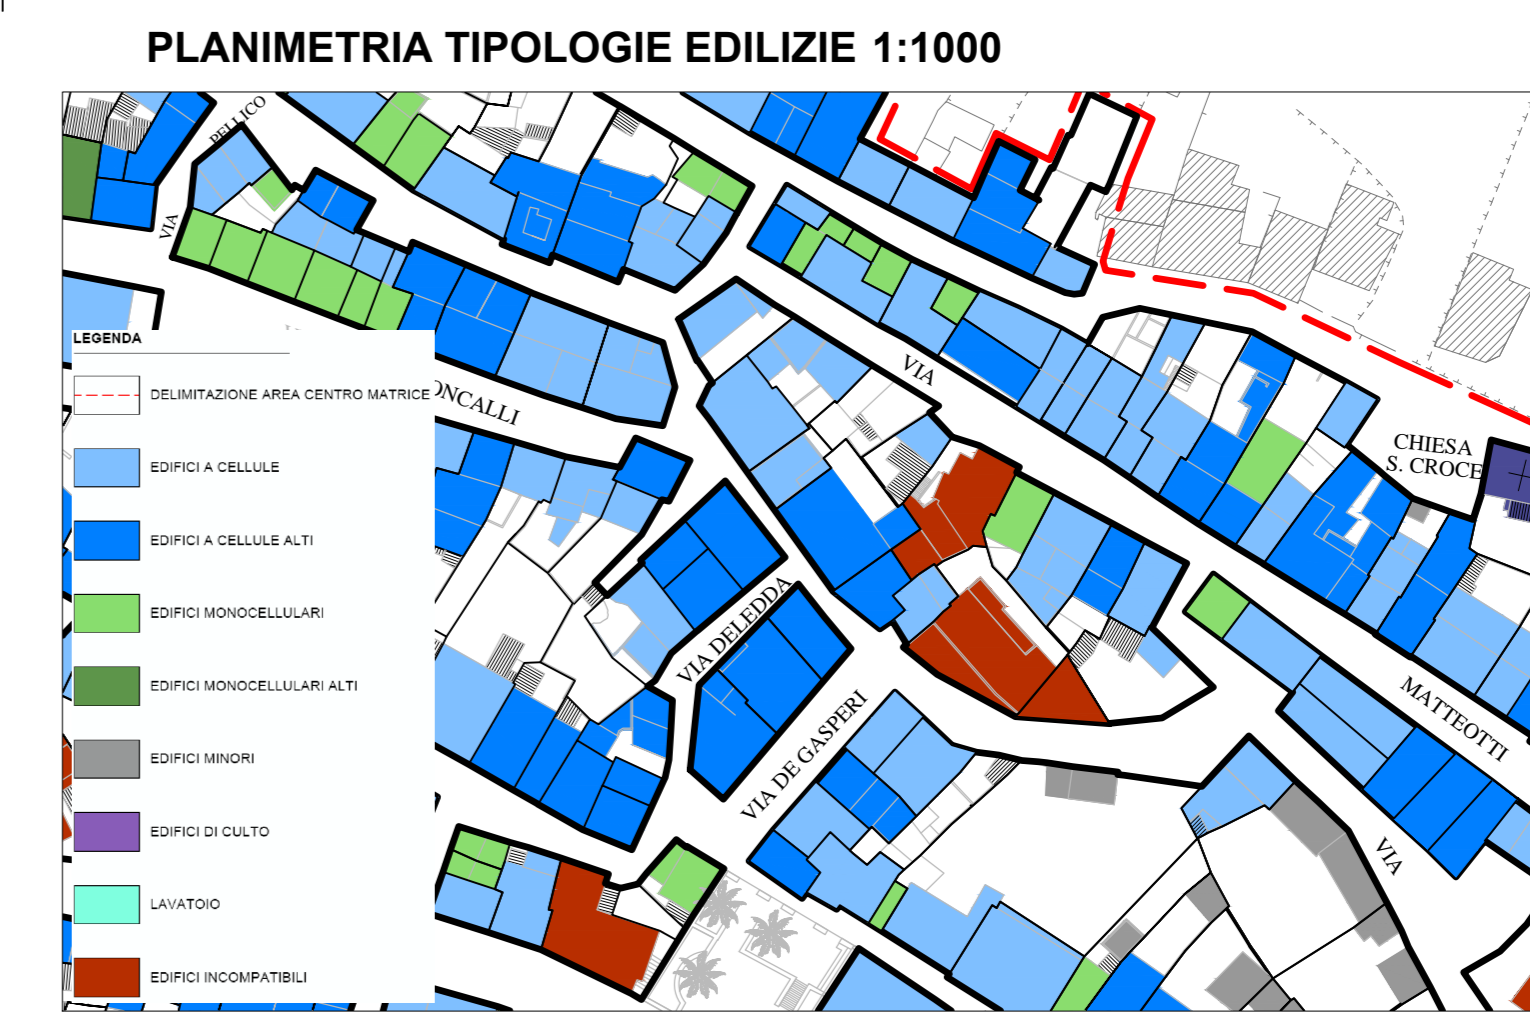 PLANIMETRIA TIPOLOGIE EDILIZIE 1:1000
PELLICO
VIA
LEGENDA
DELIMITAZIONE AREA CENTRO MATRICE
EDIFICI A CELLULE
EDIFICI A CELLULE ALTI
EDIFICI MONOCELLULARI
EDIFICI MONOCELLULARI ALTI
EDIFICI MINORI
EDIFICI DI CULTO
LAVATOIO
EDIFICI INCOMPATIBILI
ONCALLI
VIA
CHIESA
S. CROCE
VIA DELEDDA
VIA DE GASPERI
MATTEOTTI
VIA